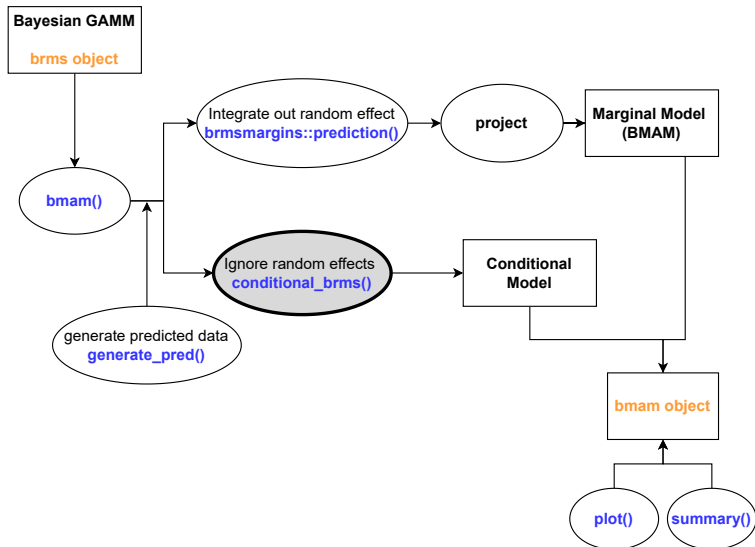 Bayesian GAMM
brms object
Integrate out random effect
brmsmargins::prediction()
project
Marginal Model
(BMAM)
bmam()
Ignore random effects
conditional_brms()
Conditional
Model
generate predicted data
generate_pred()
bmam object
plot()
summary()